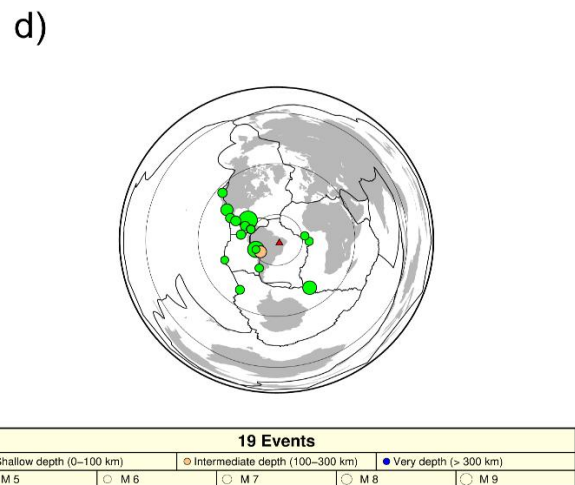 d)
19 Events
hallow depth (0–100 km) Intermediate depth (100–300 km) Very depth (> 300 km)
M 5 M 6 M 7 M 8 M 9